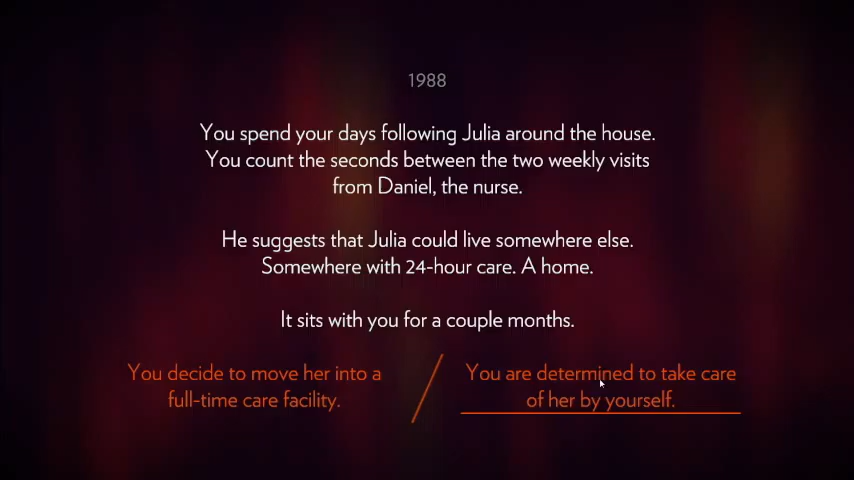 1988
You spend your days following Julia around the house.
You count the seconds between the two weekly visits
from Daniel, the nurse.
He suggests that Julia could live somewhere else.
Somewhere with 24-hour care. A home.
It sits with you for a couple months.
You decide to move her into a
full-time care facility.
You are determined to take care
of her by yourself.